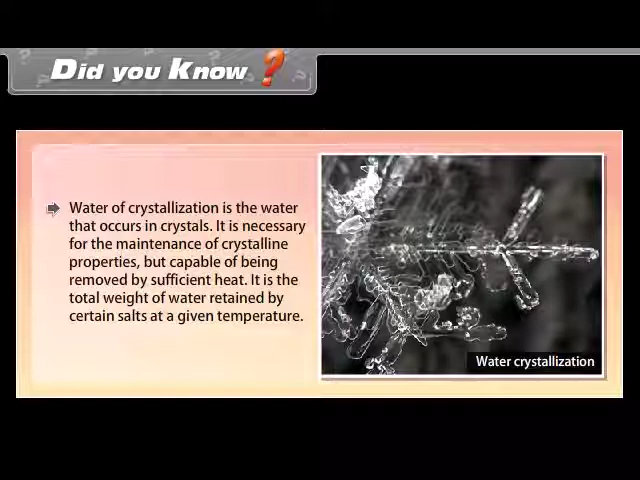 Did you Know ?
Water of crystallization is the water
that occurs in crystals. It is necessary
for the maintenance of crystalline
properties, but capable of being
removed by sufficient heat. It is the
total weight of water retained by
certain salts at a given temperature.
Water crystallization